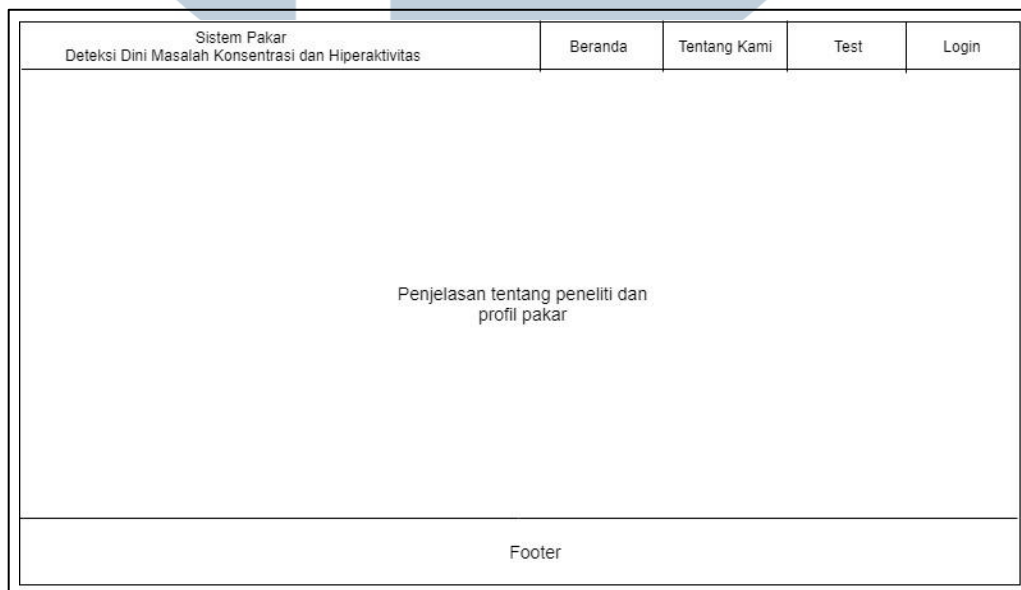 Sistem Pakar
Deteksi Dini Masalah Konsentrasi dan Hiperaktivitas
Beranda
Tentang Kami
Test
Login
Penjelasan tentang peneliti dan
profil pakar
Footer